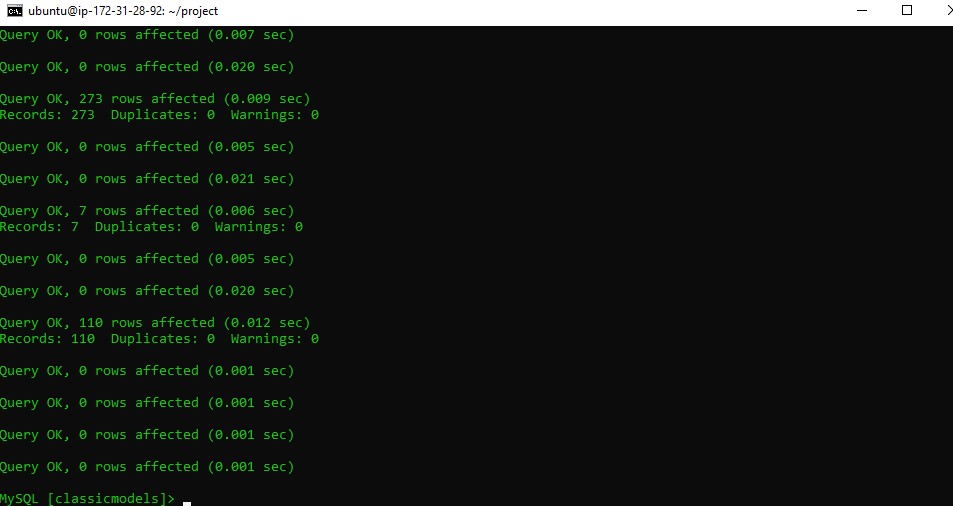 ubuntu@ip-172-31-28-92: ~/project
Query OK, 0 rows affected (0.007 sec)
Query OK, 0 rows affected (0.020 sec)
Query OK, 273 rows affected (0.009 sec)
Records: 273  Duplicates: 0  Warnings: 0
Query OK, 0 rows affected (0.005 sec)
Query OK, 0 rows affected (0.021 sec)
Query OK, 7 rows affected (0.006 sec)
Records: 7  Duplicates: 0  Warnings: 0
Query OK, 0 rows affected (0.005 sec)
Query OK, 0 rows affected (0.020 sec)
Query OK, 110 rows affected (0.012 sec)
Records: 110  Duplicates: 0  Warnings: 0
Query OK, 0 rows affected (0.001 sec)
Query OK, 0 rows affected (0.001 sec)
Query OK, 0 rows affected (0.001 sec)
Query OK, 0 rows affected (0.001 sec)
MySQL [classicmodels]>